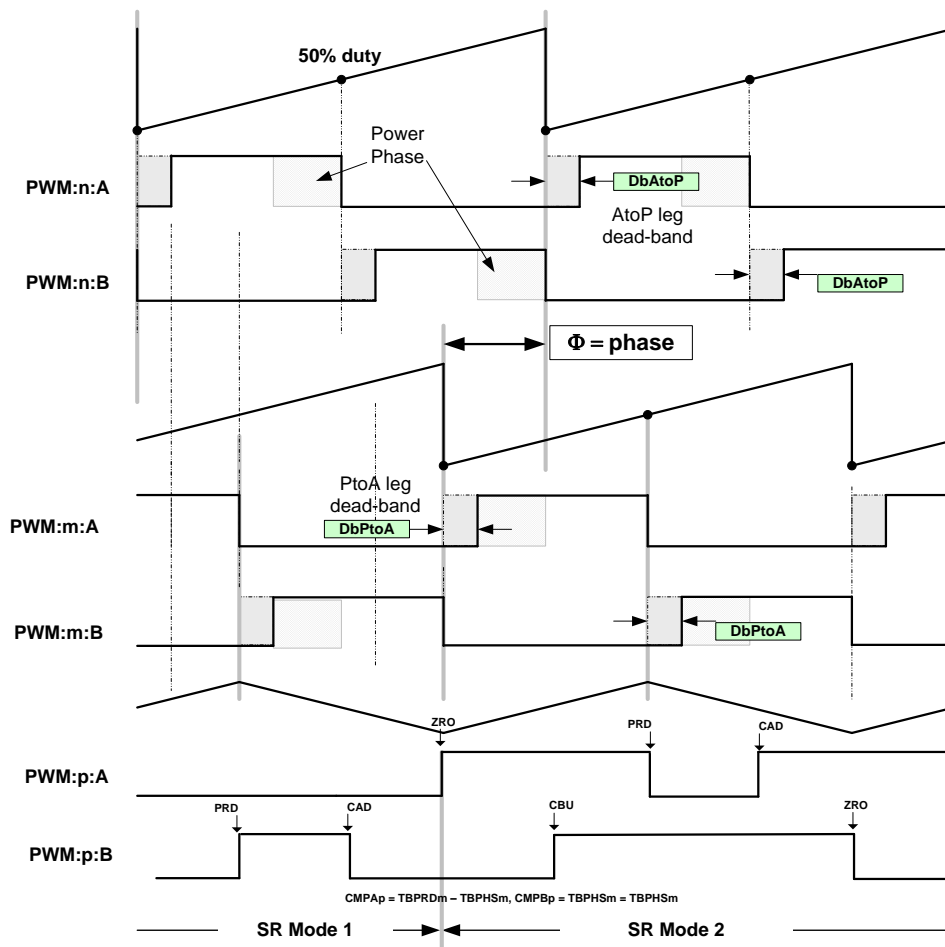 50% duty
Power
Phase
PWM:n:A
DbAtoP
AtoP leg
dead-band
PWM:n:B
DbAtoP
Φ = phase
PtoA leg
dead-band
PWM:m:A
DbPtoA
PWM:m:B
DbPtoA
ZRO
PRD
CAD
PWM:p:A
PRD
CAD
CBU
ZRO
PWM:p:B
CMPAp = TBPRDm – TBPHSm, CMPBp = TBPHSm = TBPHSm
SR Mode 1
SR Mode 2